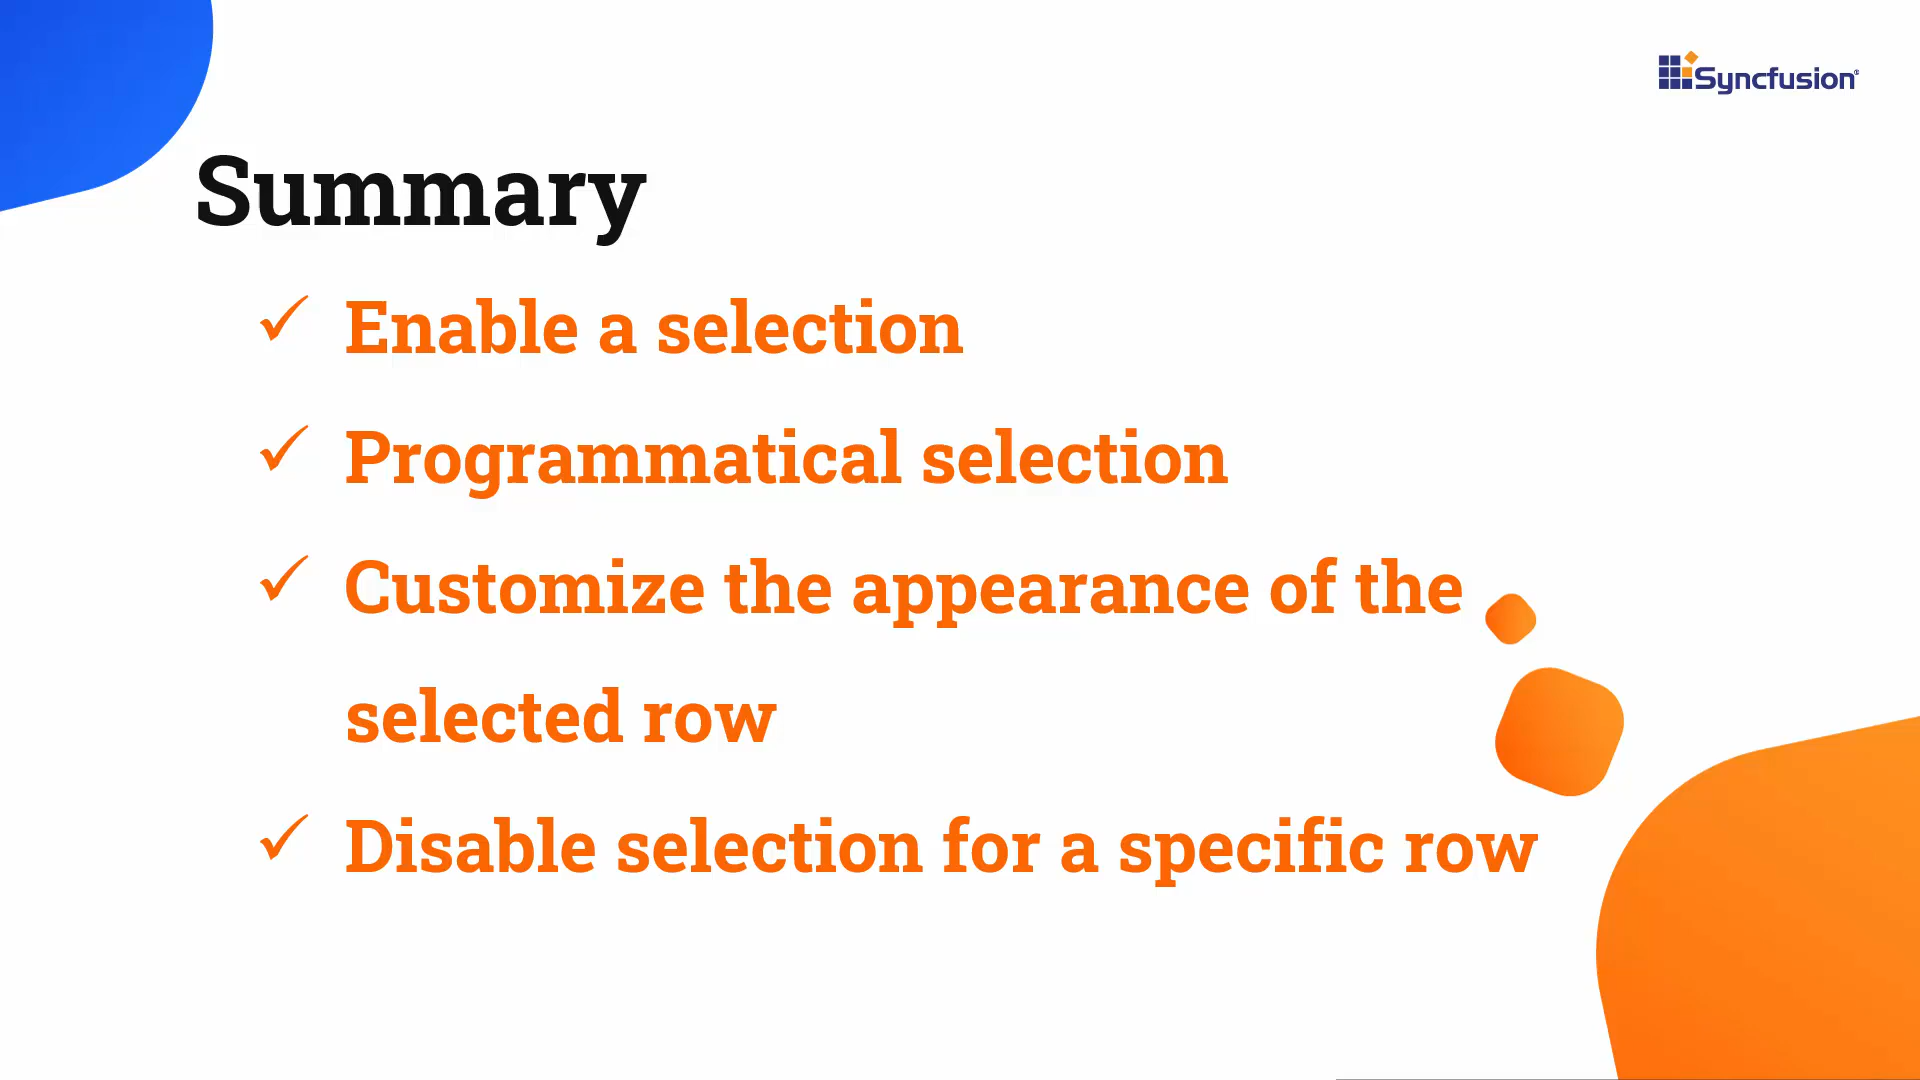 Syncfusion®
Summary
✓ Enable a selection
✓ Programmatical selection
✓ Customize the appearance of the
selected row
✓ Disable selection for a specific row